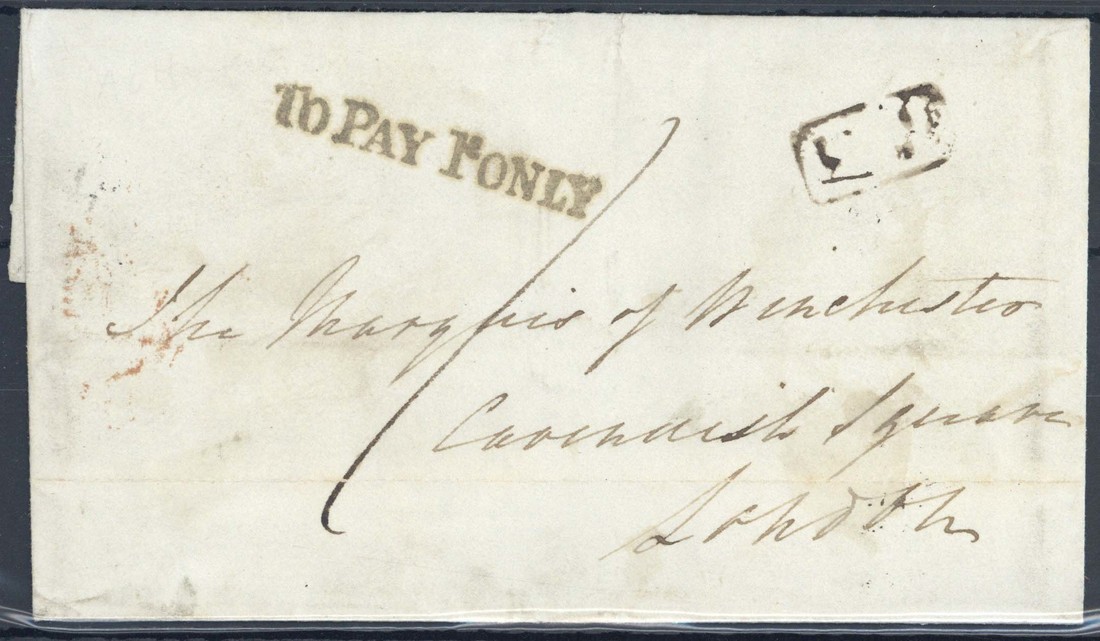 To PAY 1ᵈ ONLY
The Marquis of Winchester
Cavendish Square
London